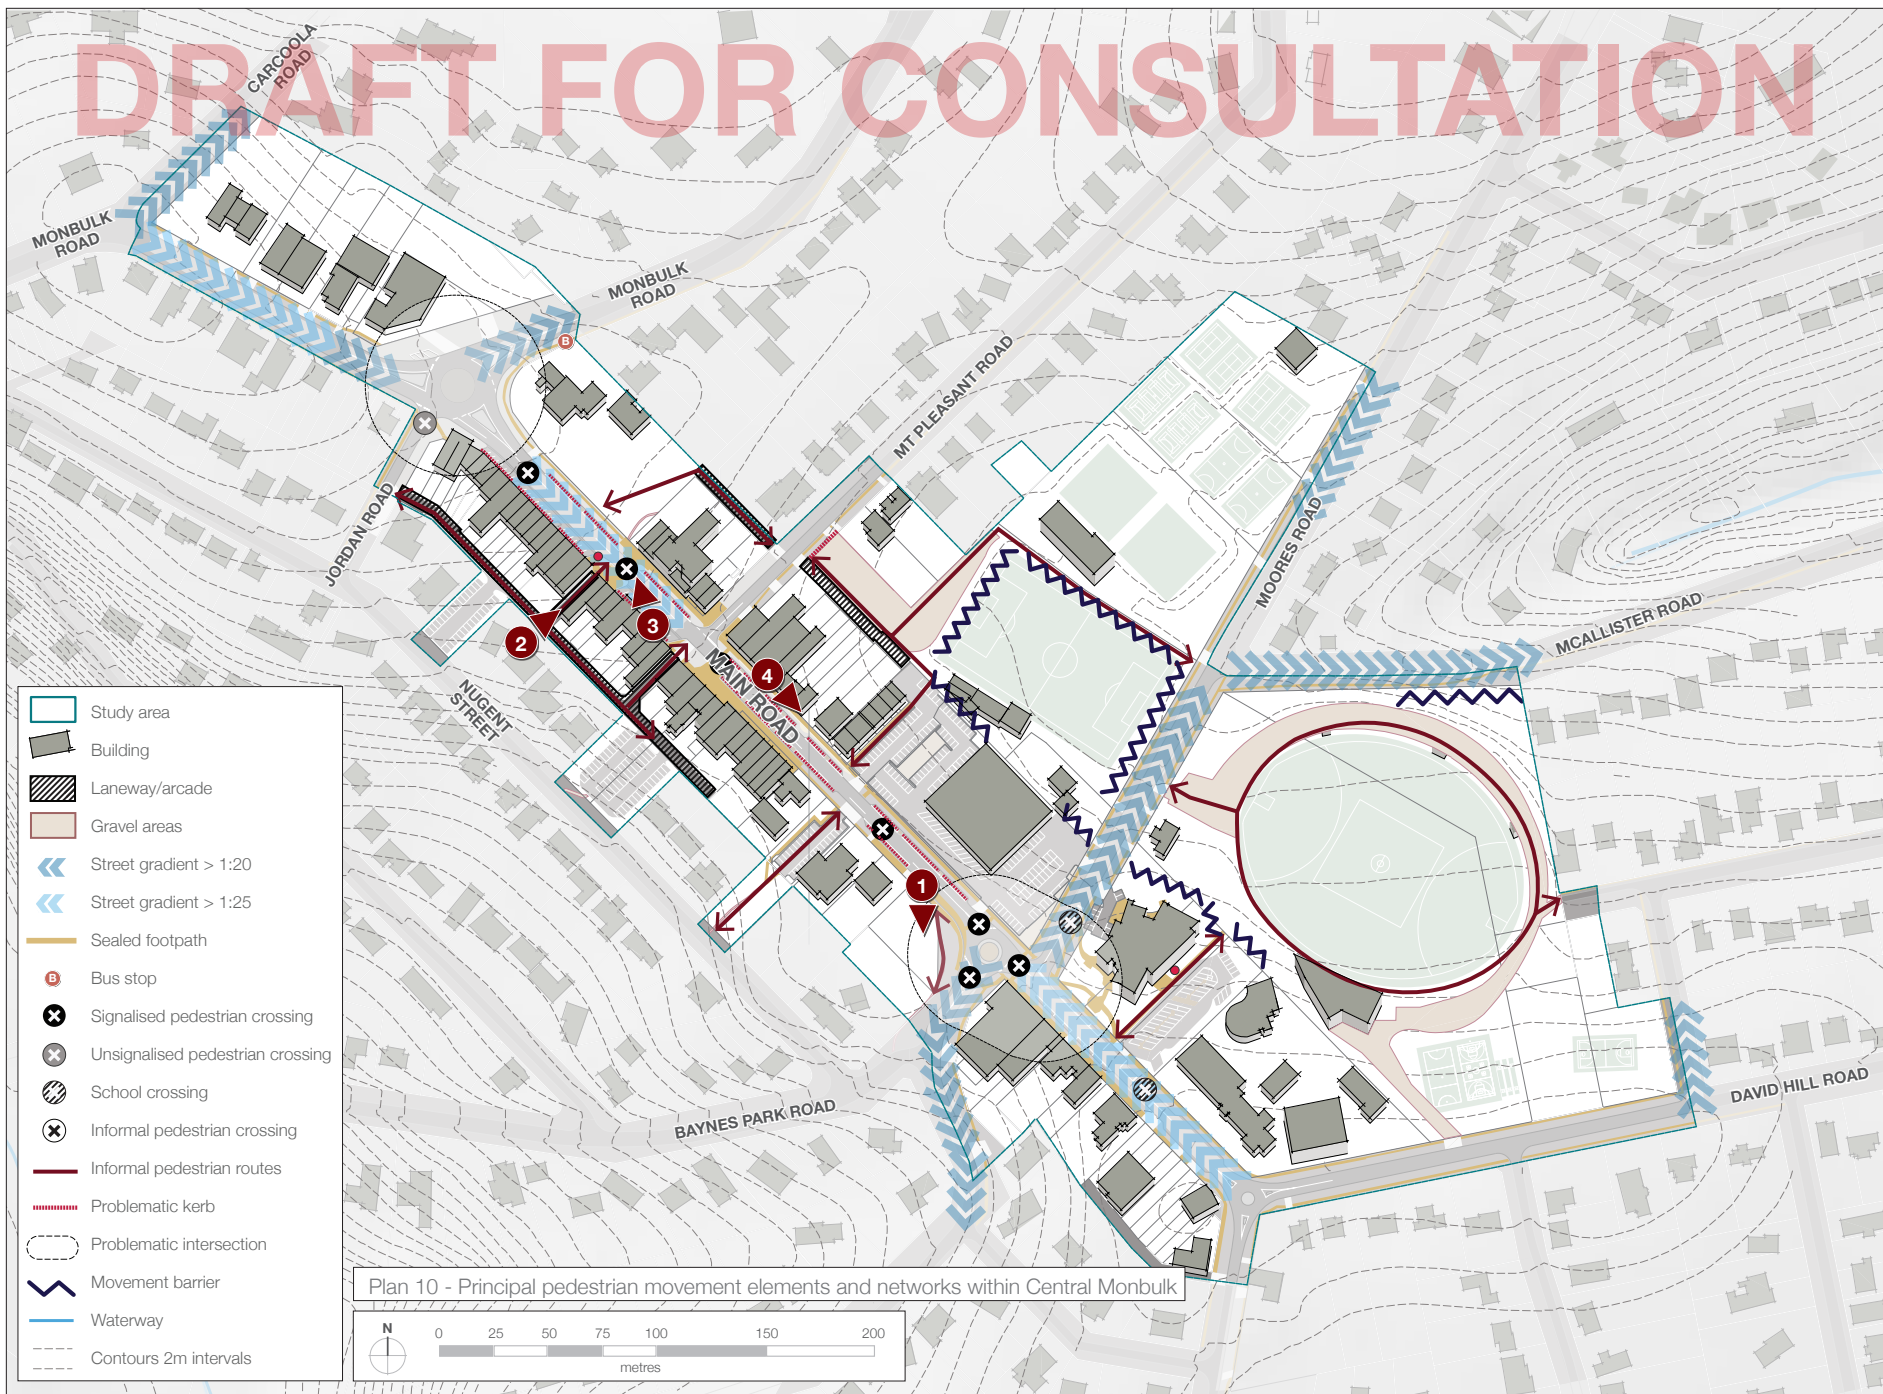 DRAFT FOR CONSULTATION
CARCOOLA
ROAD
MONBULK
ROAD
MONBULK
ROAD
MT PLEASANT ROAD
B
JORDAN ROAD
MOORES ROAD
MCALLISTER ROAD
2
3
4
MAIN ROAD
NUGENT
STREET
1
BAYNES PARK ROAD
DAVID HILL ROAD
Study area
Building
Laneway/arcade
Gravel areas
Street gradient > 1:20
Street gradient > 1:25
Sealed footpath
B Bus stop
Signalised pedestrian crossing
Unsignalised pedestrian crossing
School crossing
Informal pedestrian crossing
Informal pedestrian routes
Problematic kerb
Problematic intersection
Movement barrier
Waterway
Contours 2m intervals
Plan 10 - Principal pedestrian movement elements and networks within Central Monbulk
N
0 25 50 75 100 150 200
metres